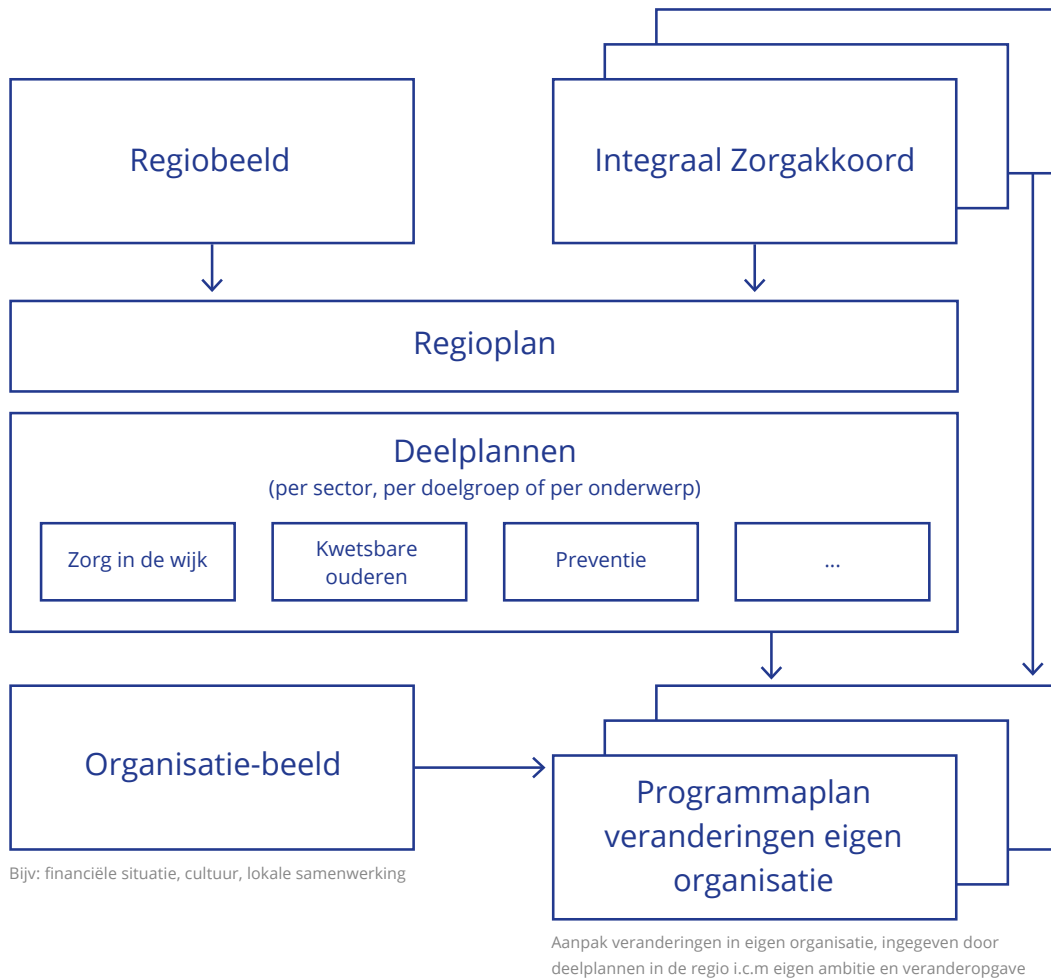 Regiobeeld
Integraal Zorgakkoord
Regioplan
Deelplannen
(per sector, per doelgroep of per onderwerp)
Zorg in de wijk
Kwetsbare
ouderen
Preventie
...
Organisatie-beeld
Bijv: financiële situatie, cultuur, lokale samenwerking
Programmaplan
veranderingen eigen
organisatie
Aanpak veranderingen in eigen organisatie, ingegeven door
deelplannen in de regio i.c.m eigen ambitie en veranderopgave